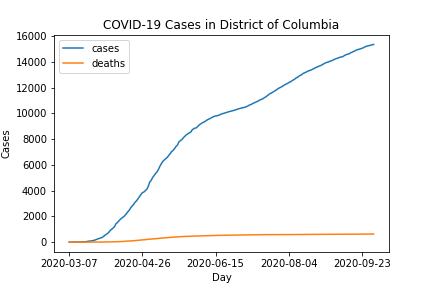 COVID-19 Cases in District of Columbia
cases
deaths
16000
14000
12000
10000
8000
6000
4000
2000
0
Cases
2020-03-07 2020-04-26 2020-06-15 2020-08-04 2020-09-23
Day